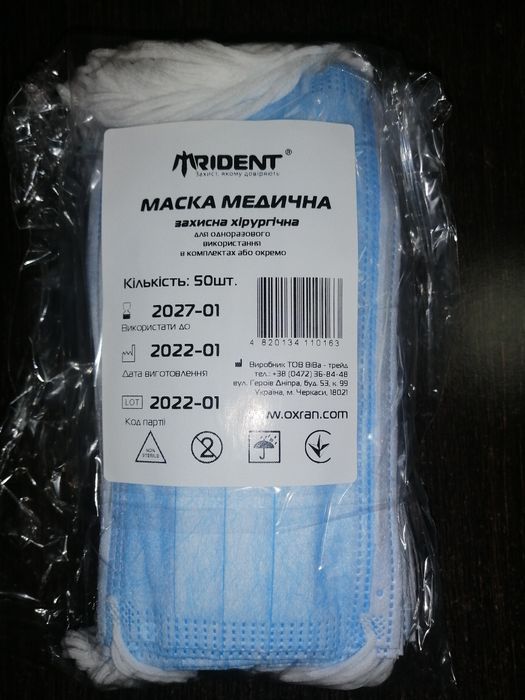 TRIDENT®
Захист, якому довіряють
МАСКА МЕДИЧНА
захисна хірургічна
для одноразового
використання
в комплектах або окремо
Кількість: 50шт.
2027-01
Використати до
2022-01
Дата виготовлення
LOT 2022-01
Код партії
4 820134 110163
Виробник ТОВ ВіВа - трейд
тел.: +38 (0472) 36-84-48
вул. Героїв Дніпра, буд. 53, к. 99
Україна, м. Черкаси, 18021
www.oxran.com
NON STERILE
2